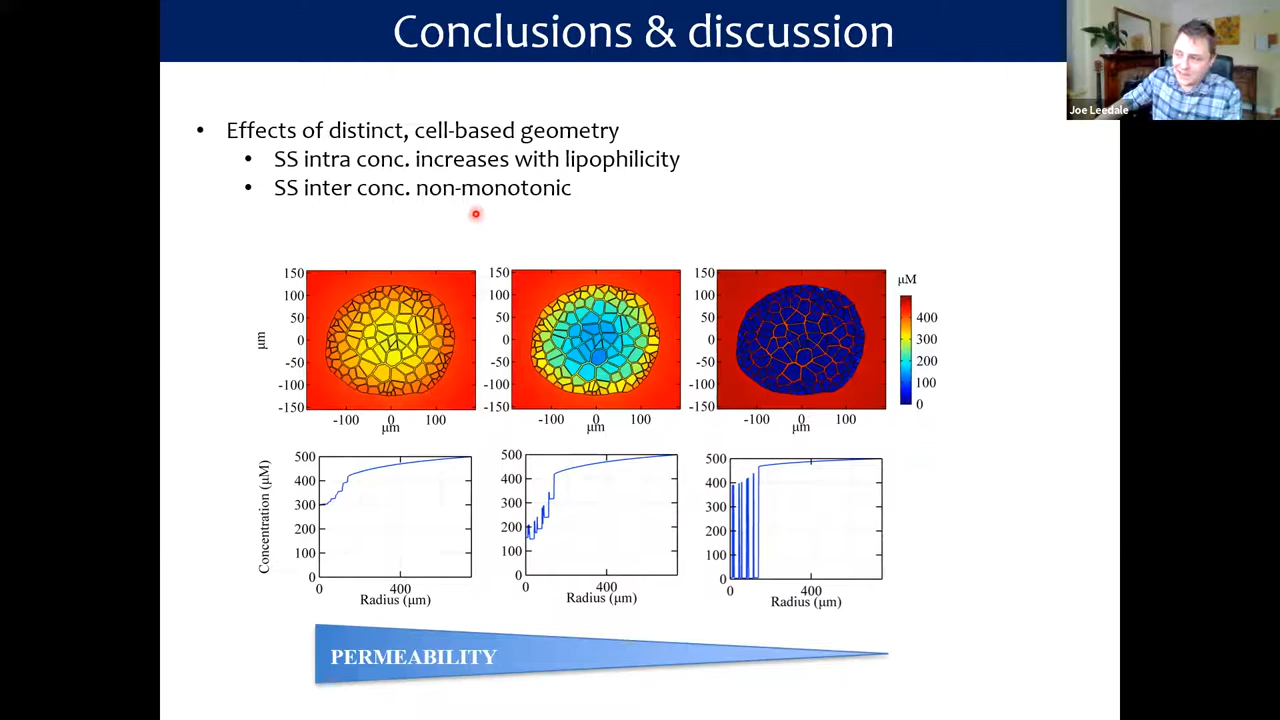 Conclusions & discussion
Joe Leedale
• Effects of distinct, cell-based geometry
• SS intra conc. increases with lipophilicity
• SS inter conc. non-monotonic
150
100
50
0
-50
-100
-150
μm
-100 0 100
μm
150
100
50
0
-50
-100
-150
-100 0 100
μm
150
100
50
0
-50
-100
-150
-100 0 100
μm
μM
400
300
200
100
0
Concentration (μM)
500
400
300
200
100
0
0 400
Radius (μm)
500
400
300
200
100
0
0 400
Radius (μm)
500
400
300
200
100
0
0 400
Radius (μm)
PERMEABILITY